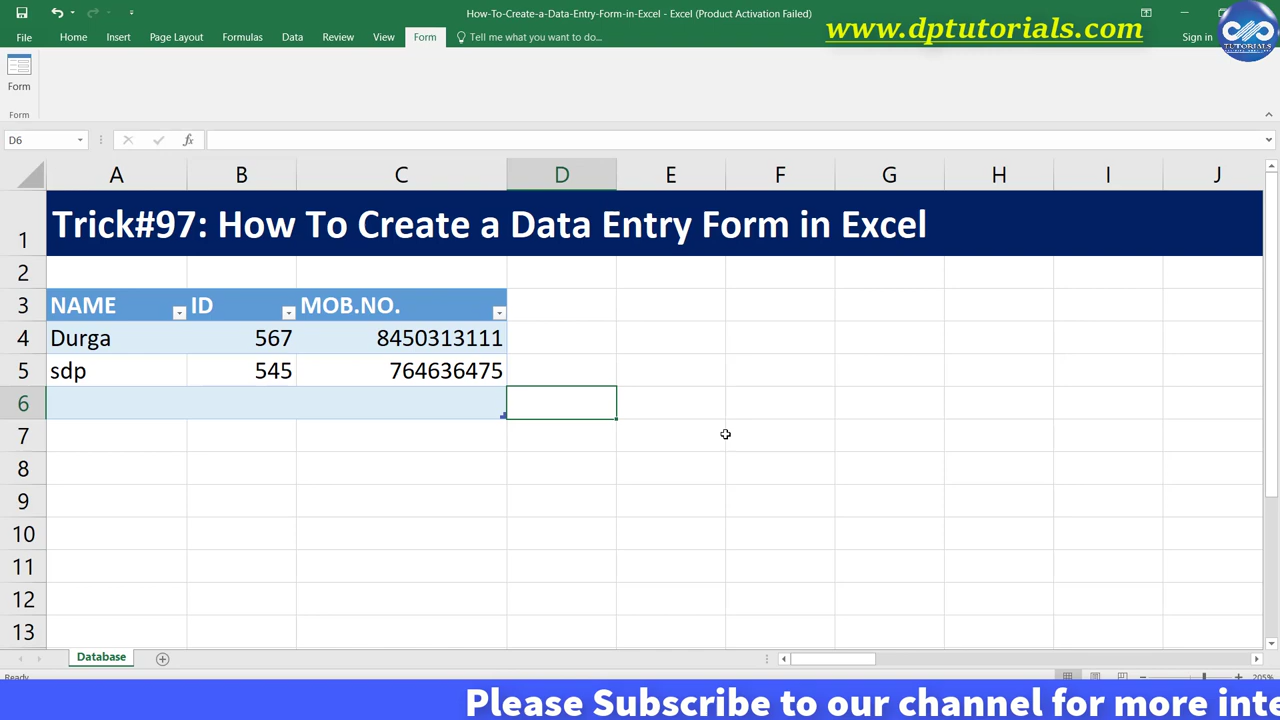 How-To-Create-a-Data-Entry-Form-in-Excel - Excel (Product Activation Failed)
www.dptutorials.com
TUTORIALS
File Home Insert Page Layout Formulas Data Review View Form Tell me what you want to do... Sign in
Form
Form
D6
A B C D E F G H I J
1 Trick#97: How To Create a Data Entry Form in Excel
2
3 NAME ID MOB.NO.
4 Durga 567 8450313111
5 sdp 545 764636475
6
7
8
9
10
11
12
13
Database
Ready 205%
Please Subscribe to our channel for more inte